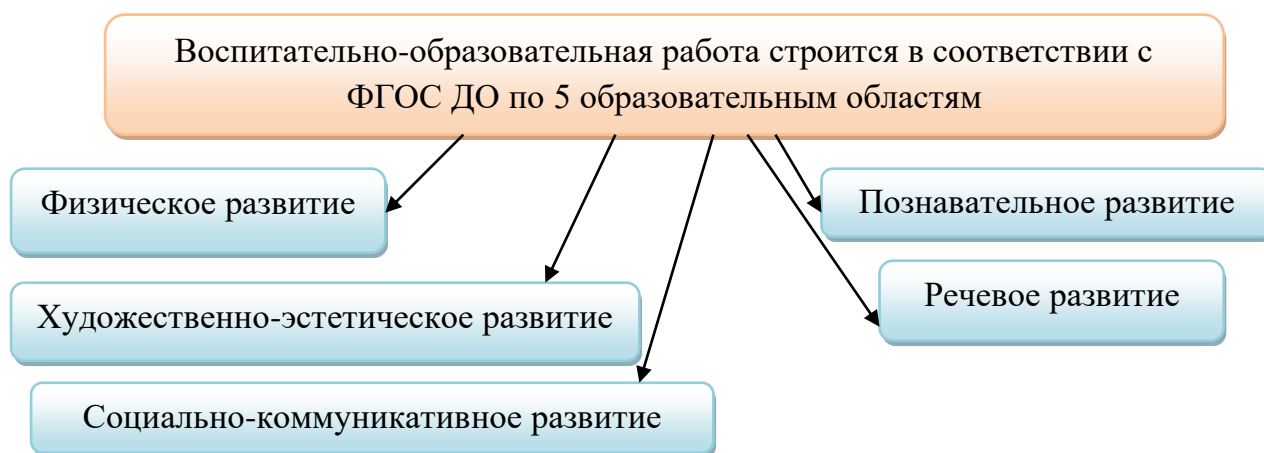 Воспитательно-образовательная работа строится в соответствии с
ФГОС ДО по 5 образовательным областям
Физическое развитие
Познавательное развитие
Речевое развитие
Художественно-эстетическое развитие
Социально-коммуникативное развитие